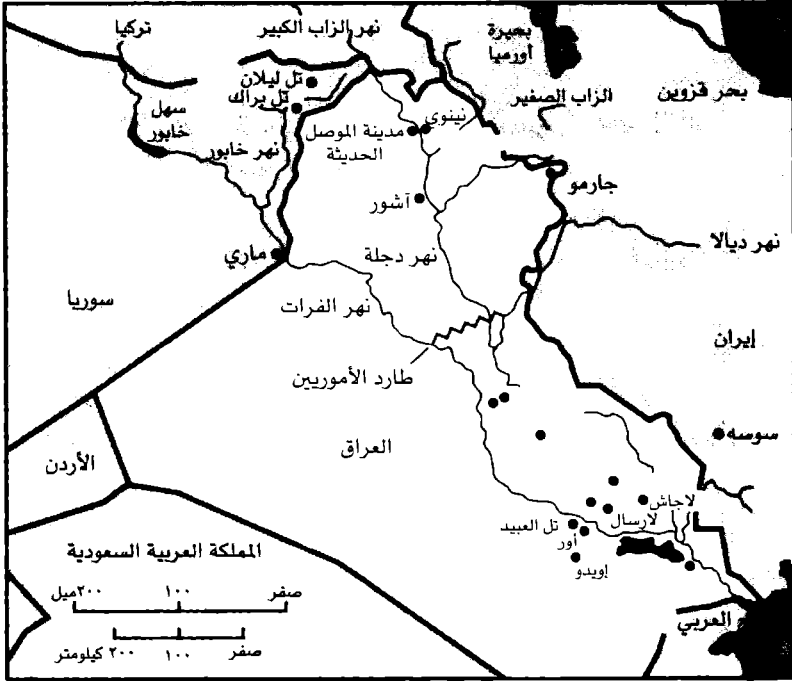 تركيا
نهر الزاب الكبير
بحيرة
أورميا
بحر قزوين
تل ليلان
تل براك
الزاب الصغير
سهل
خابور
نهر خابور
نينوي
مدينة الموصل
الحديثة
جارمو
آشور
نهر ديالا
ماري
نهر دجلة
سوريا
نهر الفرات
إيران
طارد الأموريين
العراق
سوسه
الأردن
لاجاش
لارسال
تل العبيد
أور
إويدو
المملكة العربية السعودية
٢٠٠ميل ١٠٠ صفر
العربي
٢٠٠ كيلومتر ١٠٠ صفر